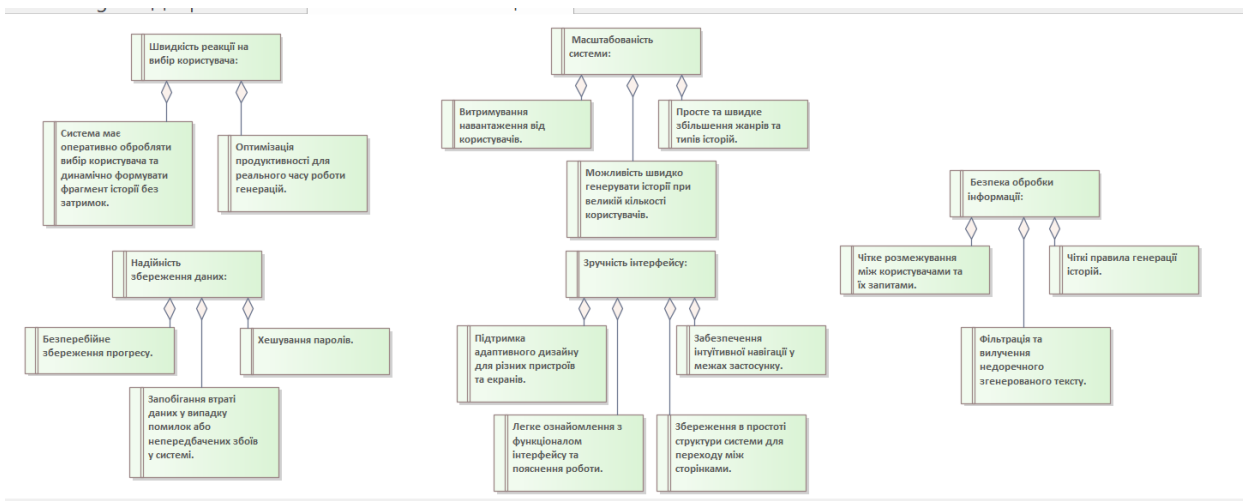 Швидкість реакції на
вибір користувача:
Система має
оперативно обробляти
вибір користувача та
динамічно формувати
фрагмент історії без
затримок.
Оптимізація
продуктивності для
реального часу роботи
генерацій.
Масштабованість
системи:
Витримування
навантаження від
користувачів.
Можливість швидко
генерувати історії при
великій кількості
користувачів.
Просте та швидке
збільшення жанрів та
типів історій.
Безпека обробки
інформації:
Чітке розмежування
між користувачами та
їх запитами.
Фільтрація та
вилучення
недоречного
згенерованого тексту.
Чіткі правила генерації
історій.
Надійність
збереження даних:
Безперебійне
збереження прогресу.
Запобігання втраті
даних у випадку
помилок або
непередбачених збоїв
у системі.
Хешування паролів.
Зручність інтерфейсу:
Підтримка
адаптивного дизайну
для різних пристроїв
та екранів.
Легке ознайомлення з
функціоналом
інтерфейсу та
пояснення роботи.
Збереження в простоті
структури системи для
переходу між
сторінками.
Забезпечення
інтуїтивної навігації у
межах застосунку.